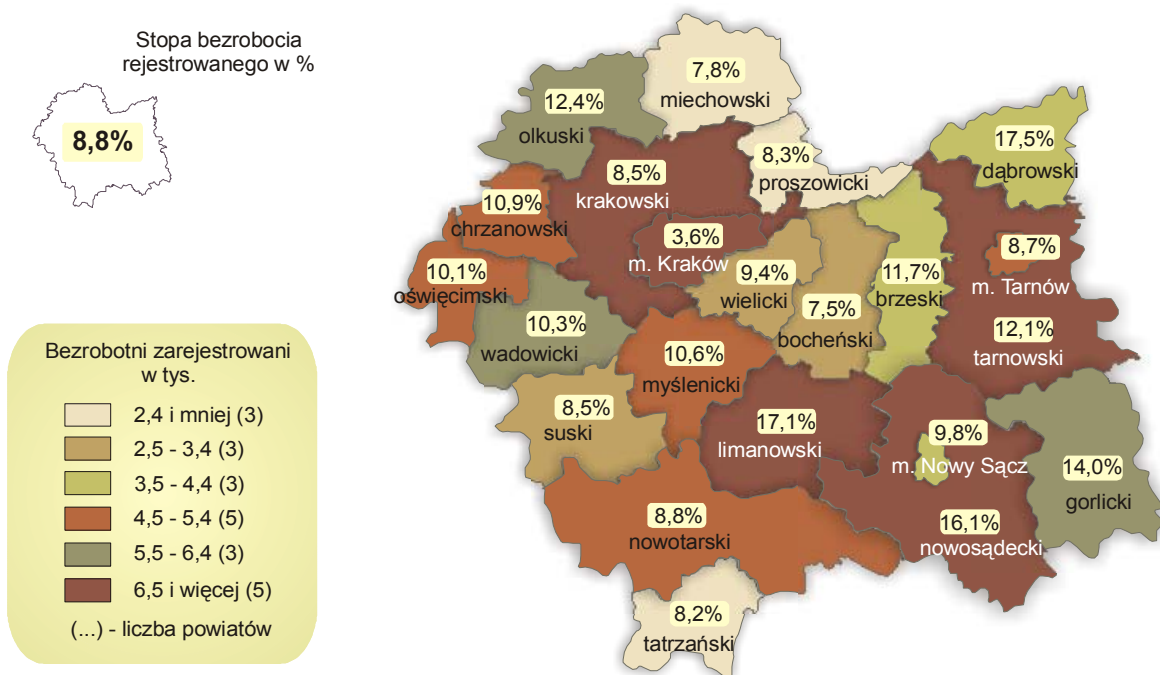 Stopa bezrobocia
rejestrowanego w %
8,8%
7,8%
miechowski
12,4%
olkuski
17,5%
dąbrowski
8,3%
proszowicki
8,5%
krakowski
10,9%
chrzanowski
3,6%
m. Kraków
8,7%
m. Tarnów
10,1%
oświęcimski
9,4%
wielicki
11,7%
brzeski
7,5%
bocheński
10,3%
wadowicki
12,1%
tarnowski
10,6%
myślenicki
8,5%
suski
17,1%
limanowski
9,8%
m. Nowy Sącz
14,0%
gorlicki
8,8%
nowotarski
16,1%
nowosądecki
8,2%
tatrzański
Bezrobotni zarejestrowani
w tys.
2,4 i mniej (3)
2,5 - 3,4 (3)
3,5 - 4,4 (3)
4,5 - 5,4 (5)
5,5 - 6,4 (3)
6,5 i więcej (5)
(...) - liczba powiatów